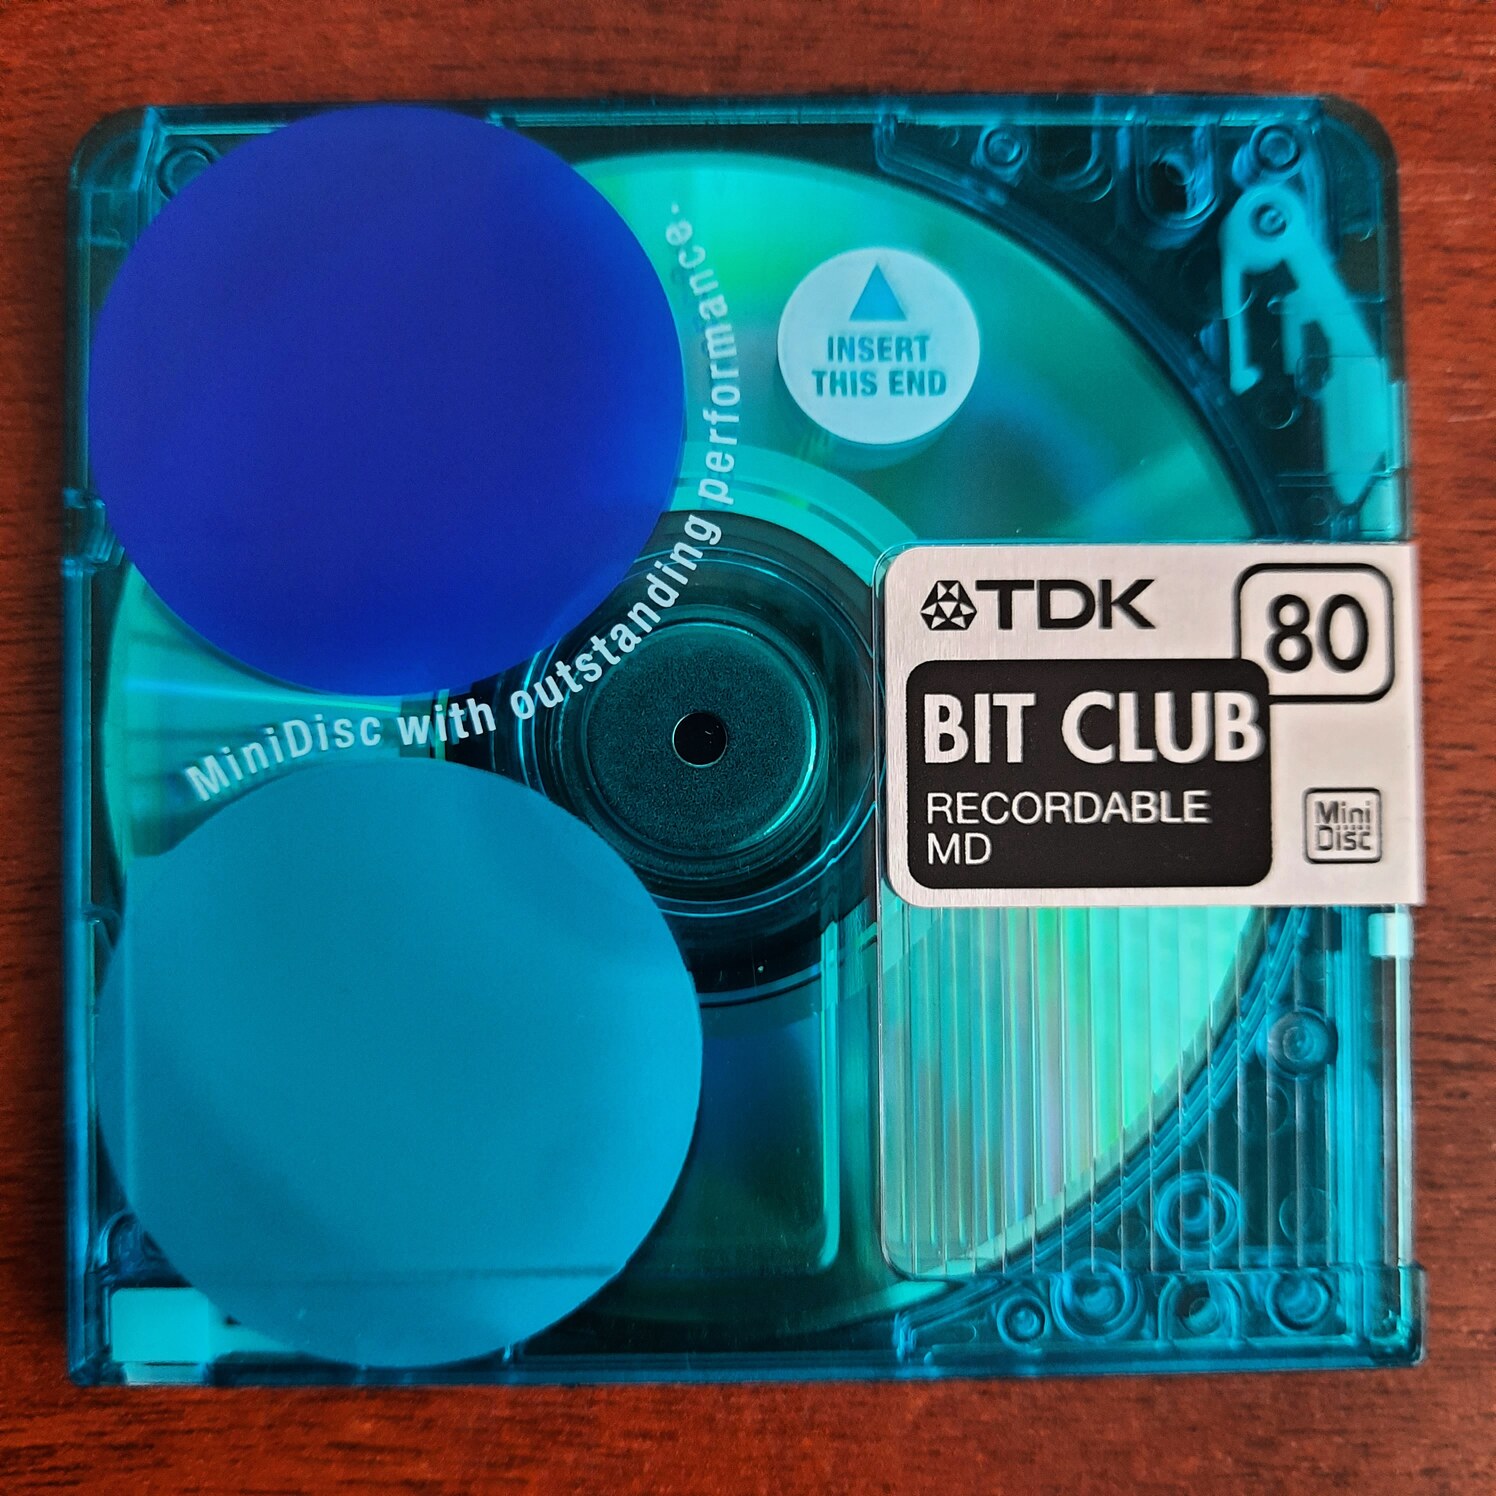 MiniDisc with outstanding performance.
INSERT
THIS END
TDK
80
BIT CLUB
RECORDABLE
MD
Mini
Disc